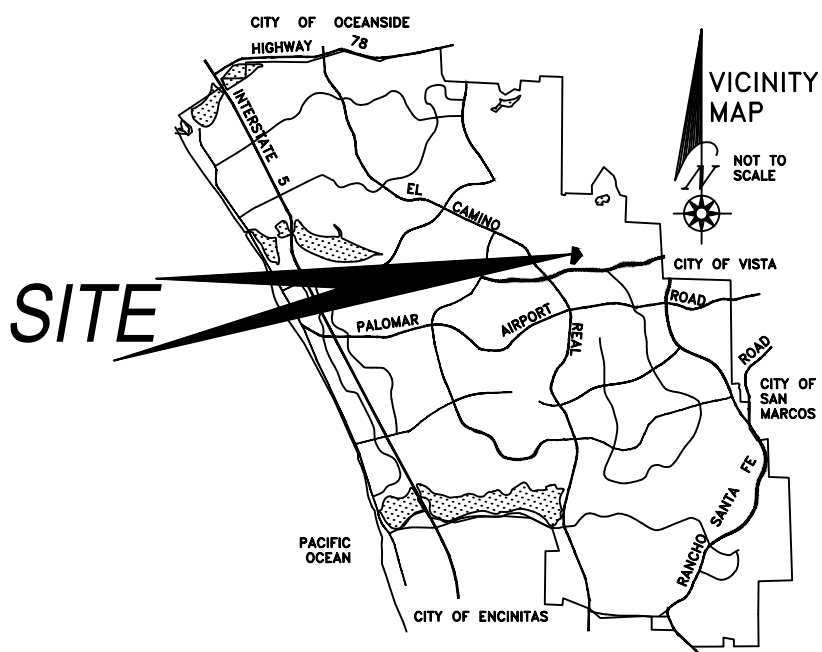 CITY OF OCEANSIDE
HIGHWAY 78
VICINITY
MAP
NOT TO
SCALE
N
INTERSTATE 5
EL CAMINO
CITY OF VISTA
SITE
PALOMAR AIRPORT ROAD
REAL
ROAD
CITY OF
SAN
MARCOS
RANCHO SANTA FE
PACIFIC
OCEAN
CITY OF ENCINITAS